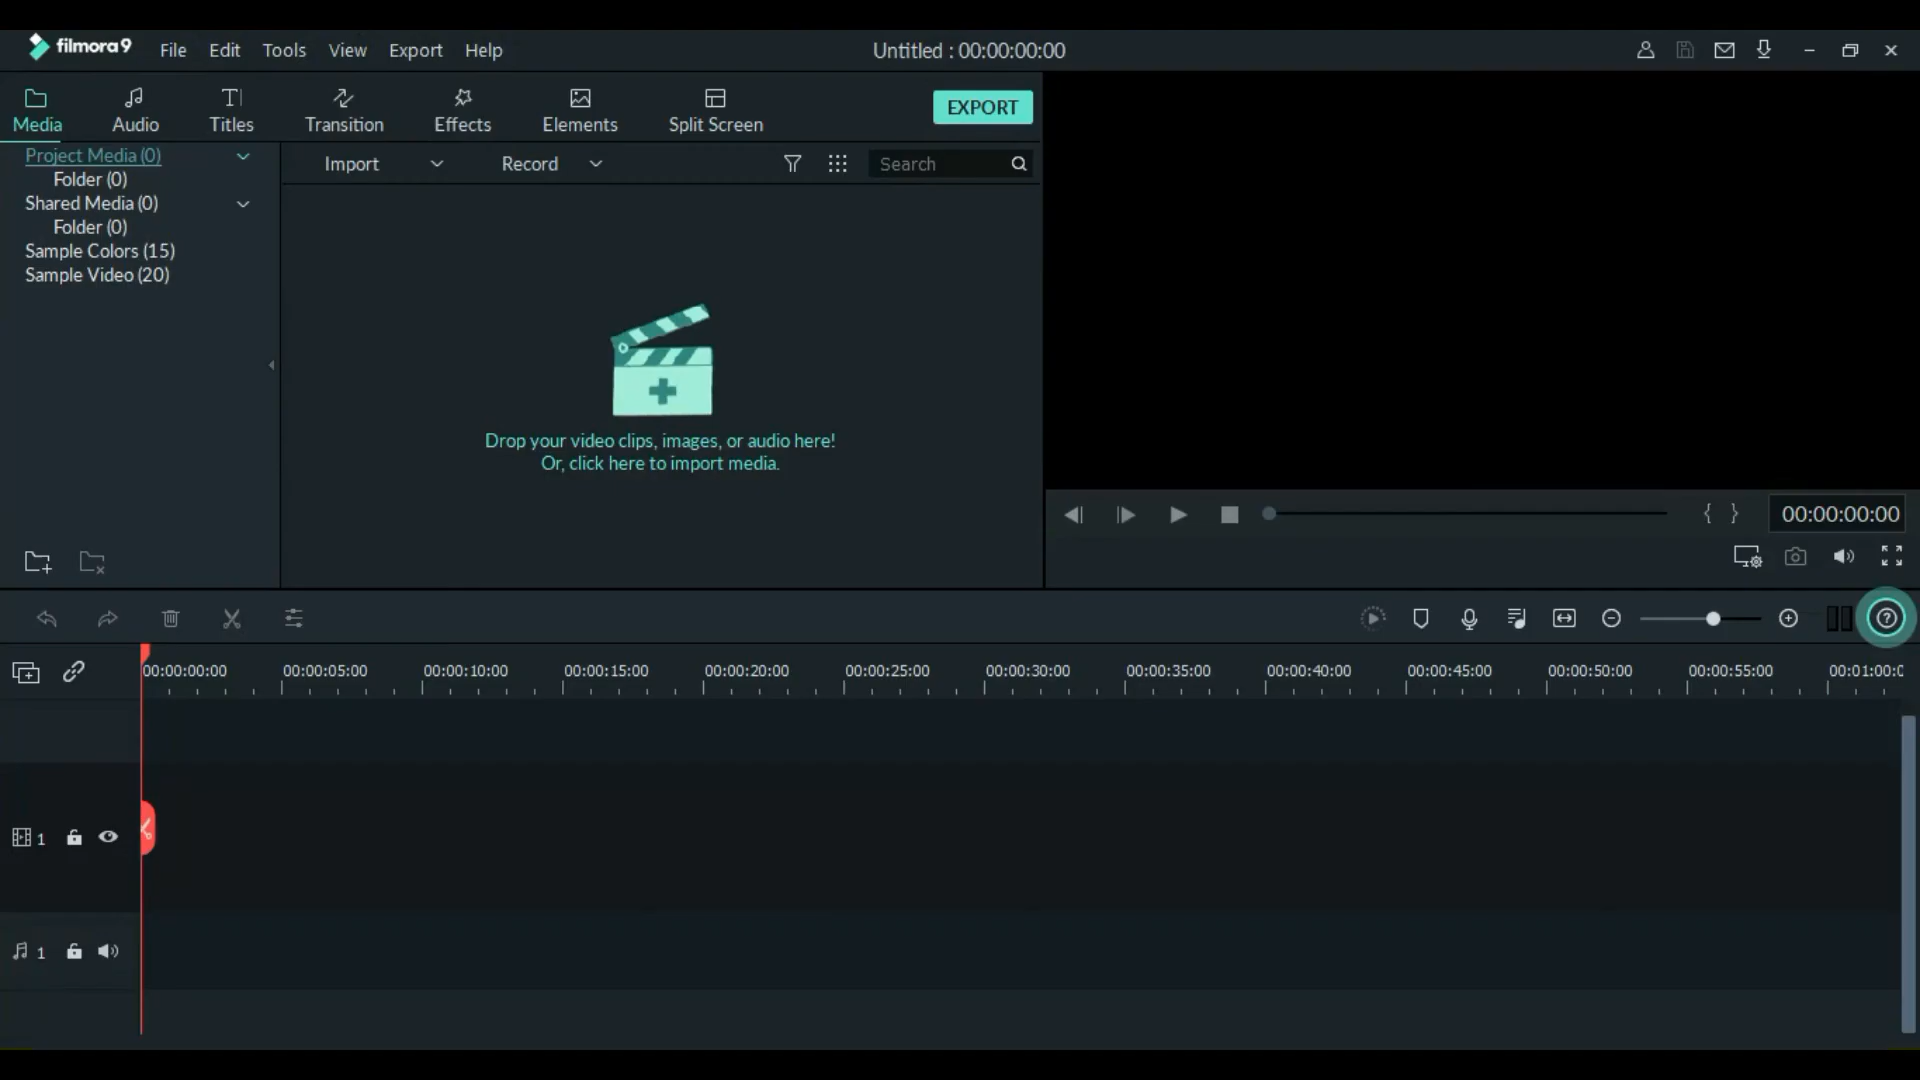 filmora9 File Edit Tools View Export Help Untitled : 00:00:00:00
Media Audio Titles Transition Effects Elements Split Screen EXPORT
Project Media (0)
Folder (0)
Shared Media (0)
Folder (0)
Sample Colors (15)
Sample Video (20)
Import Record Search
Drop your video clips, images, or audio here!
Or, click here to import media.
{ } 00:00:00:00
00:00:00:00 00:00:05:00 00:00:10:00 00:00:15:00 00:00:20:00 00:00:25:00 00:00:30:00 00:00:35:00 00:00:40:00 00:00:45:00 00:00:50:00 00:00:55:00 00:01:00:0
1
1